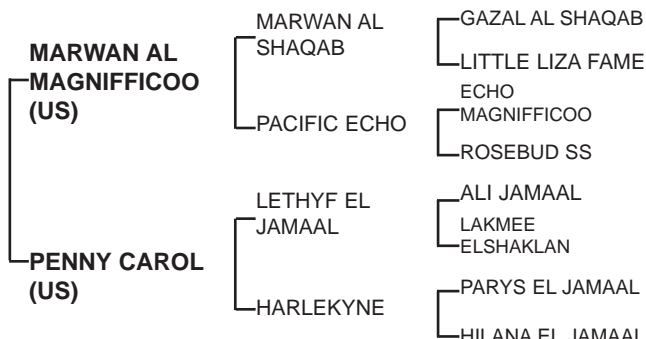 MARWAN AL
MAGNIFFICOO
(US)
MARWAN AL
SHAQAB
GAZAL AL SHAQAB
LITTLE LIZA FAME
PACIFIC ECHO
ECHO
MAGNIFFICOO
ROSEBUD SS
PENNY CAROL
(US)
LETHYF EL
JAMAAL
ALI JAMAAL
LAKMEE
ELSHAKLAN
HARLEKYNE
PARYS EL JAMAAL
HILANA EL JAMAAL